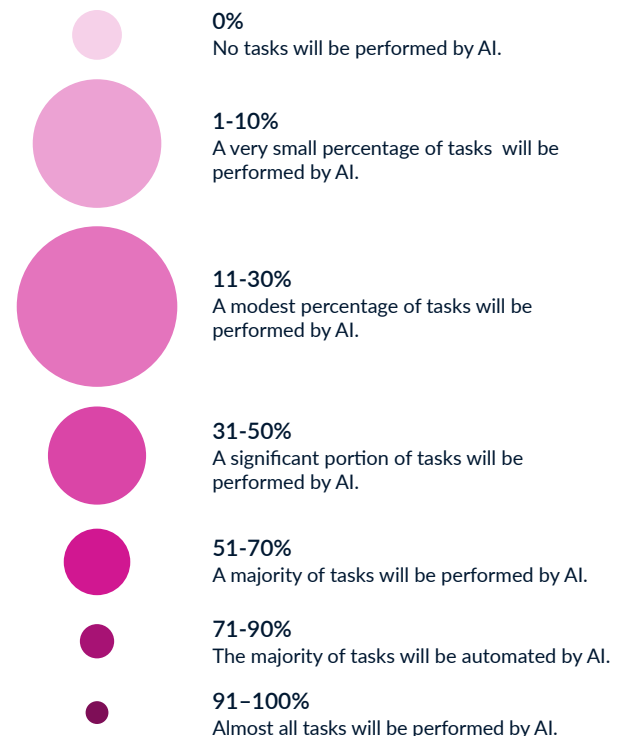 0%
No tasks will be performed by AI.
1-10%
A very small percentage of tasks  will be
performed by AI.
11-30%
A modest percentage of tasks will be
performed by AI.
31-50%
A significant portion of tasks will be
performed by AI.
51-70%
A majority of tasks will be performed by AI.
71-90%
The majority of tasks will be automated by AI.
91–100%
Almost all tasks will be performed by AI.